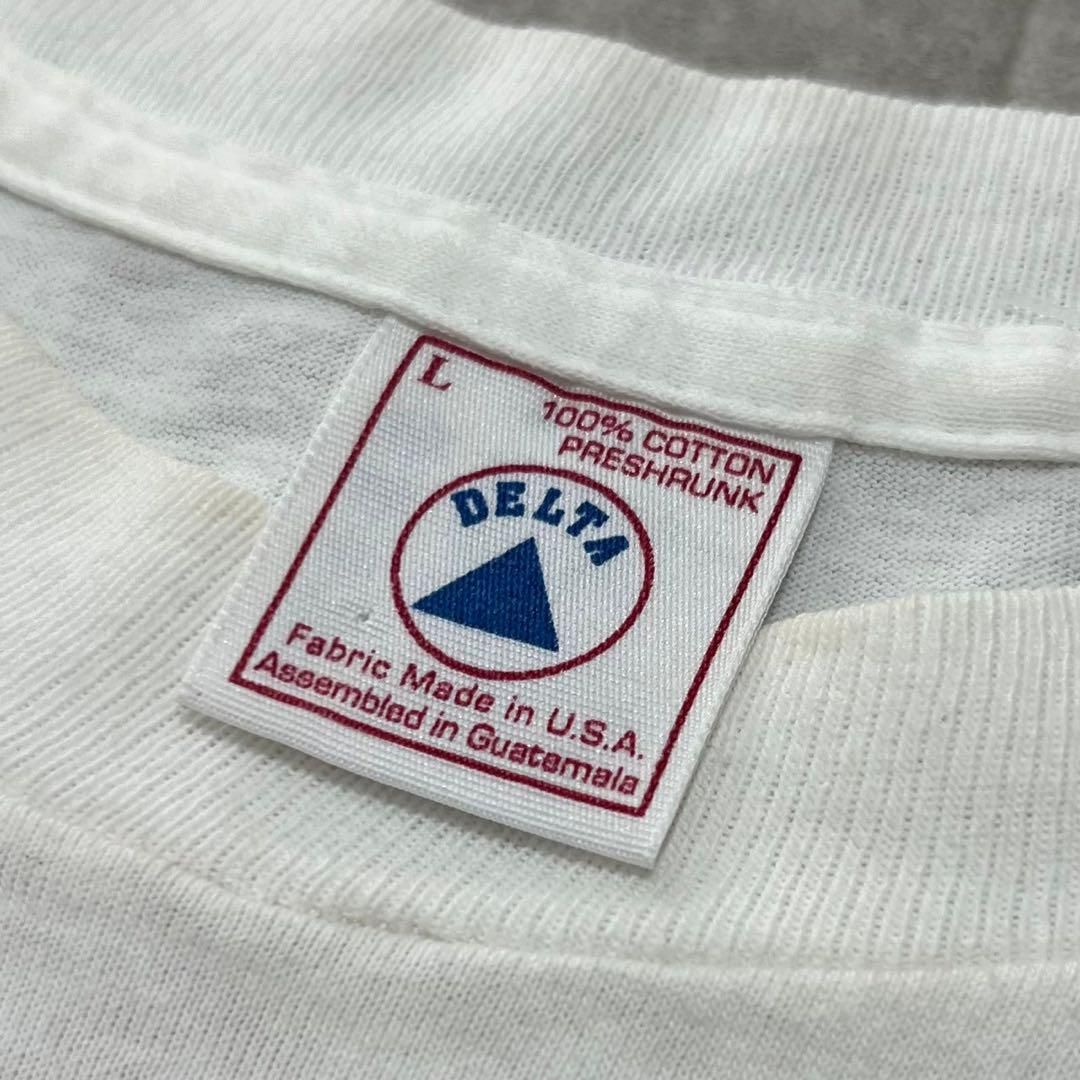 L
100% COTTON
PRESHRUNK
DELTA
Fabric Made in U.S.A.
Assembled in Guatemala